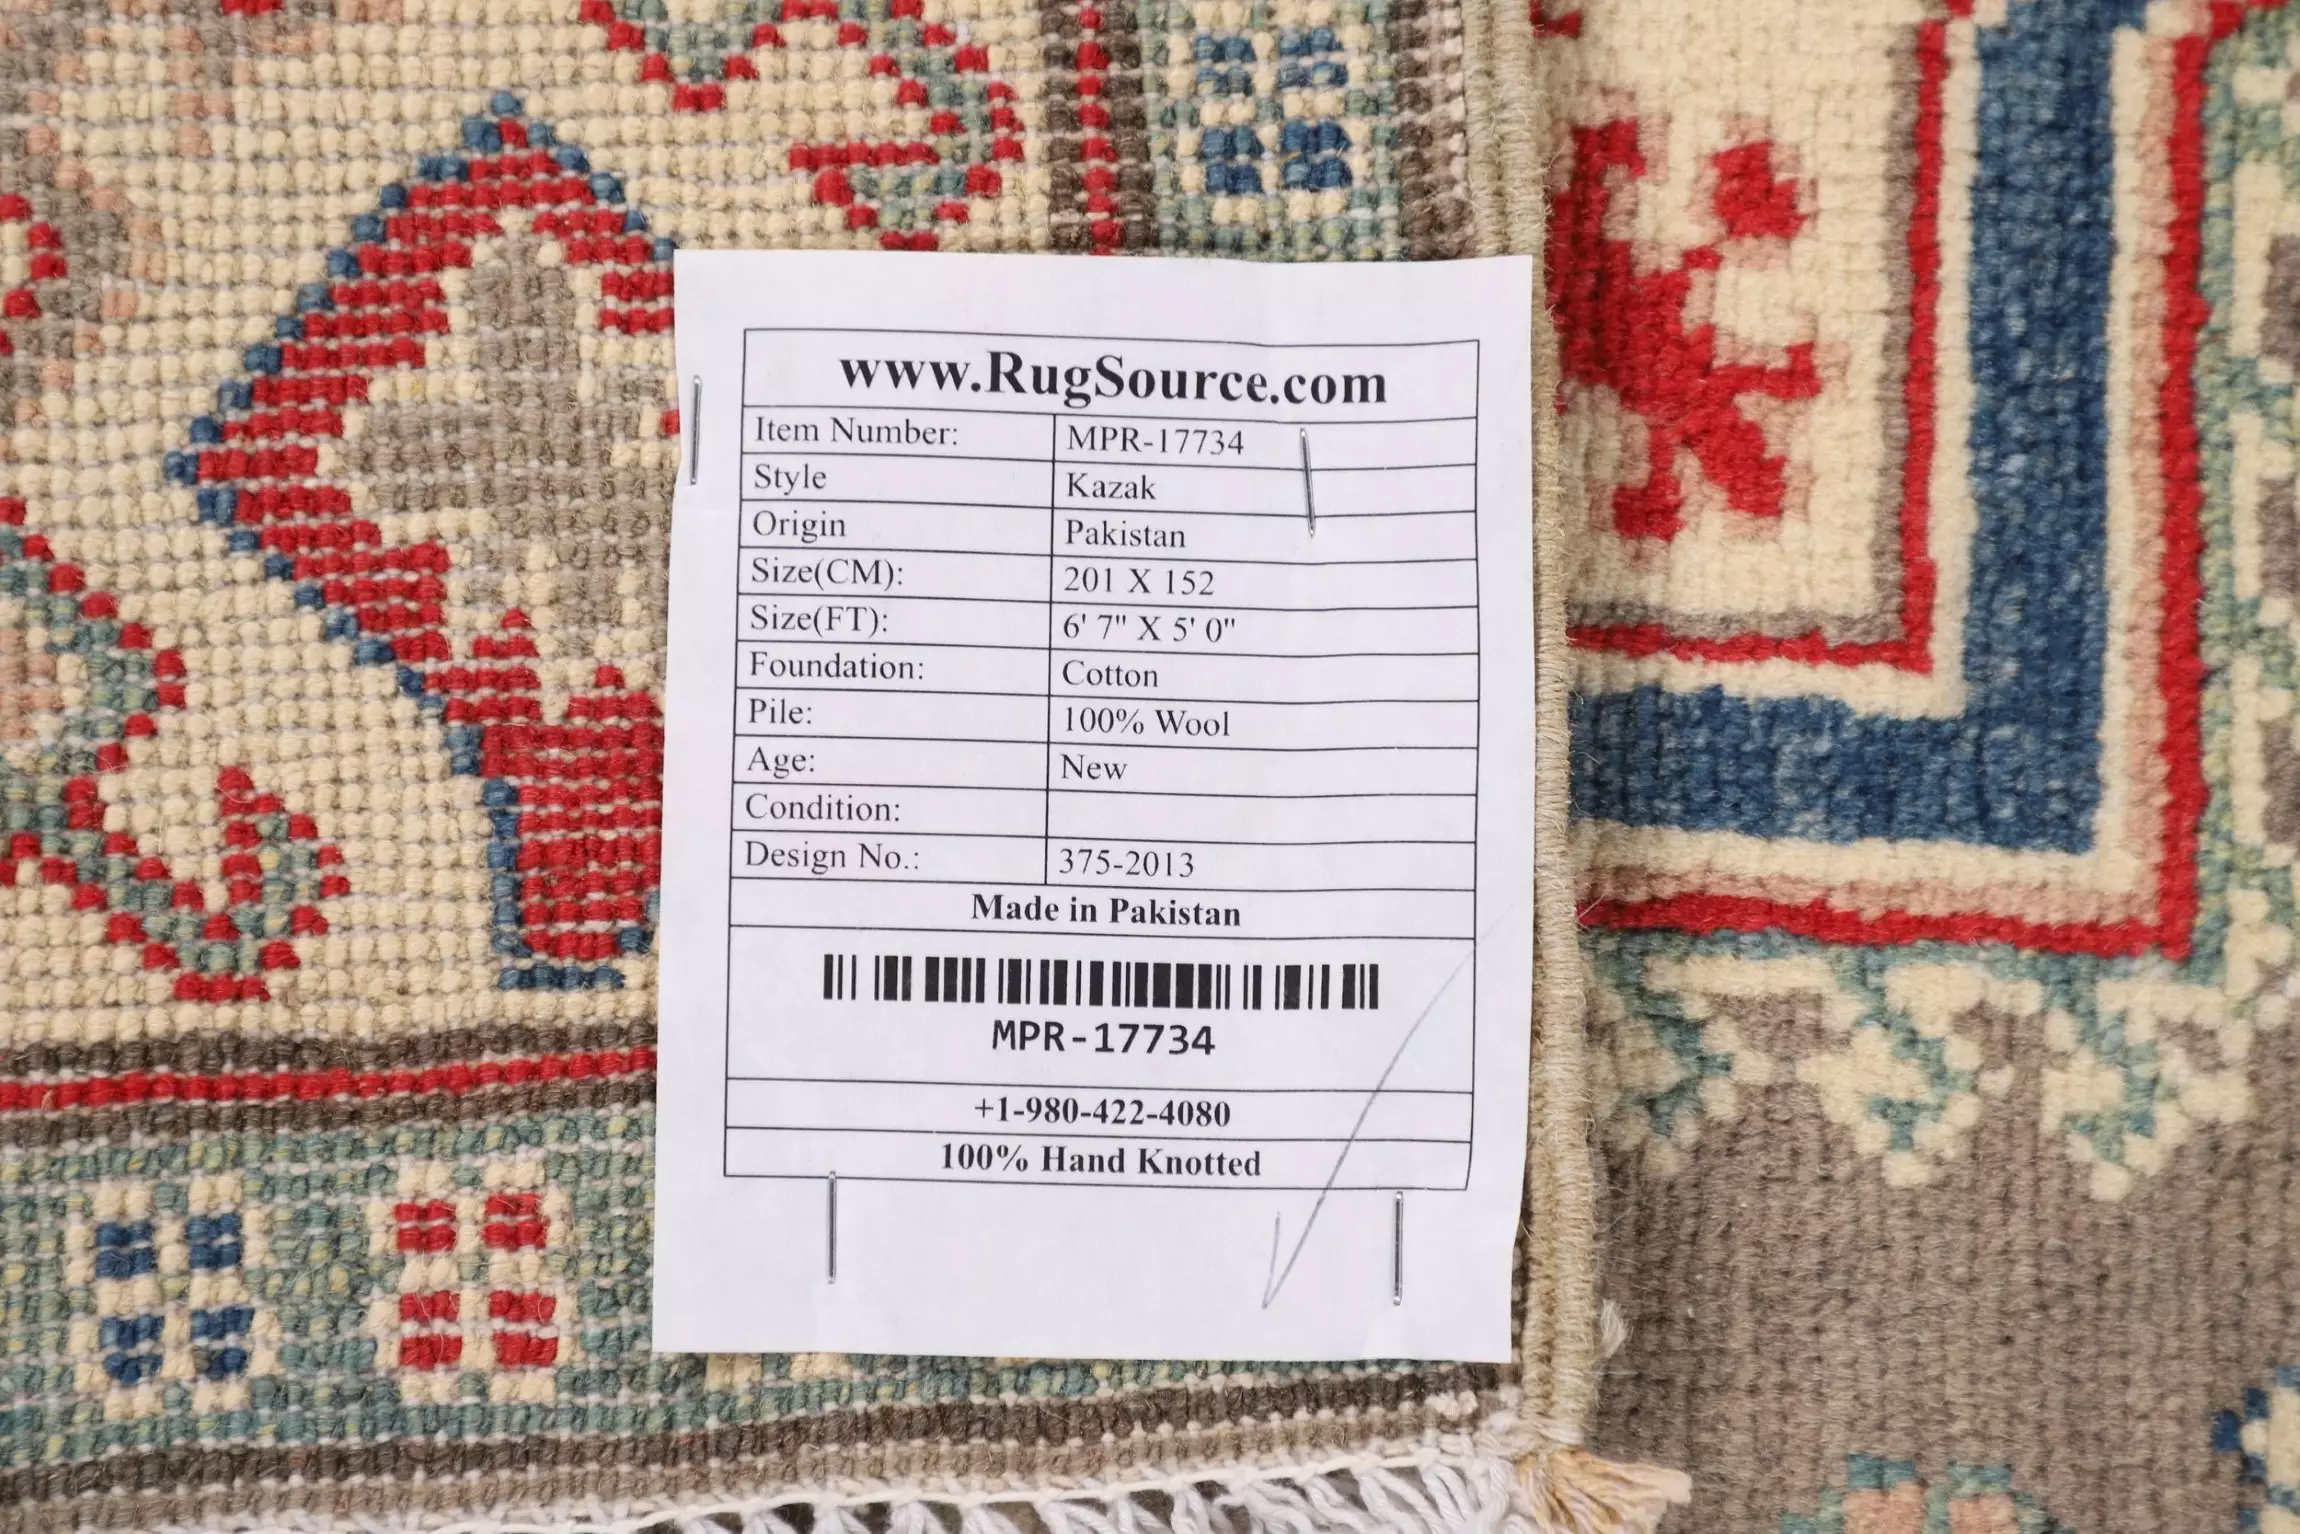 www.RugSource.com
Item Number: MPR-17734
Style Kazak
Origin Pakistan
Size(CM): 201 X 152
Size(FT): 6' 7" X 5' 0"
Foundation: Cotton
Pile: 100% Wool
Age: New
Condition:
Design No.: 375-2013
Made in Pakistan
MPR-17734
+1-980-422-4080
100% Hand Knotted